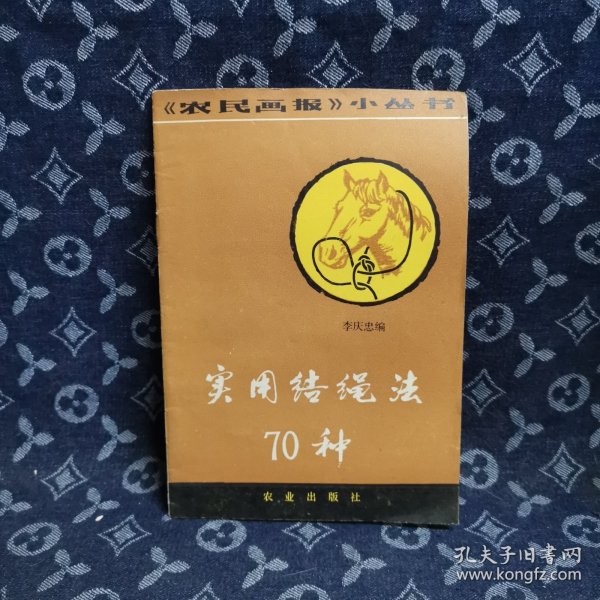 《农民画报》小丛书
李庆忠编
实用结绳法
70种
农业出版社
孔夫子旧书网
www.kongfz.com